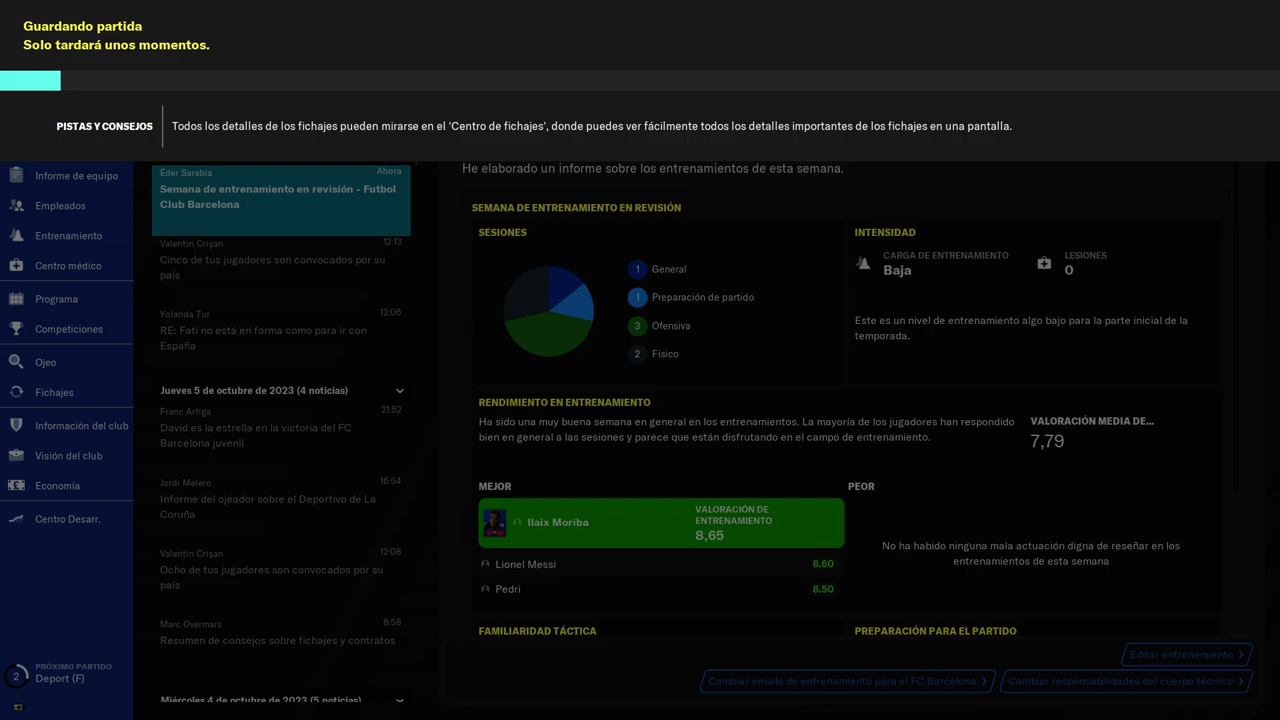 Guardando partida
Solo tardará unos momentos.
PISTAS Y CONSEJOS
Todos los detalles de los fichajes pueden mirarse en el 'Centro de fichajes', donde puedes ver fácilmente todos los detalles importantes de los fichajes en una pantalla.
Informe de equipo
Empleados
Entrenamiento
Centro médico
Programa
Competiciones
Ojeo
Fichajes
Información del club
Visión del club
Economía
Centro Desarr.
PRÓXIMO PARTIDO
2
Deport (F)
Éder Sarabia
Ahora
Semana de entrenamiento en revisión - Futbol
Club Barcelona
Valentin Crișan
12:13
Cinco de tus jugadores son convocados por su
país
Yolanda Tur
12:06
RE: Fati no está en forma como para ir con
España
Jueves 5 de octubre de 2023 (4 noticias)
Franc Artiga
21:52
David es la estrella en la victoria del FC
Barcelona juvenil
Jordi Melero
16:54
Informe del ojeador sobre el Deportivo de La
Coruña
Valentin Crișan
12:08
Ocho de tus jugadores son convocados por su
país
Marc Overmars
8:58
Resumen de consejos sobre fichajes y contratos
Miércoles 4 de octubre de 2023 (5 noticias)
He elaborado un informe sobre los entrenamientos de esta semana.
SEMANA DE ENTRENAMIENTO EN REVISIÓN
SESIONES
1 General
1 Preparación de partido
3 Ofensiva
2 Físico
INTENSIDAD
CARGA DE ENTRENAMIENTO
Baja
LESIONES
0
Este es un nivel de entrenamiento algo bajo para la parte inicial de la
temporada.
RENDIMIENTO EN ENTRENAMIENTO
Ha sido una muy buena semana en general en los entrenamientos. La mayoría de los jugadores han respondido
bien en general a las sesiones y parece que están disfrutando en el campo de entrenamiento.
VALORACIÓN MEDIA DE...
7,79
MEJOR
Ilaix Moriba
VALORACIÓN DE
ENTRENAMIENTO
8,65
Lionel Messi
8.60
Pedri
8.50
PEOR
No ha habido ninguna mala actuación digna de reseñar en los
entrenamientos de esta semana
FAMILIARIDAD TÁCTICA
PREPARACIÓN PARA EL PARTIDO
Editar entrenamiento
Cambiar emails de entrenamiento para el FC Barcelona
Cambiar responsabilidades del cuerpo técnico